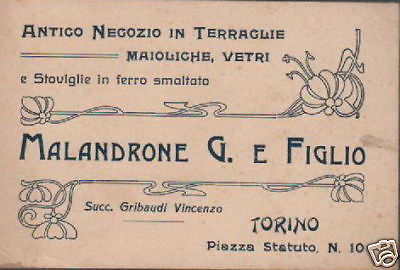 Antico Negozio in Terraglie
Maioliche, Vetri
e Stoviglie in ferro smaltato
Malandrone G. e Figlio
Succ. Gribaudi Vincenzo
Torino
Piazza Statuto, N. 10